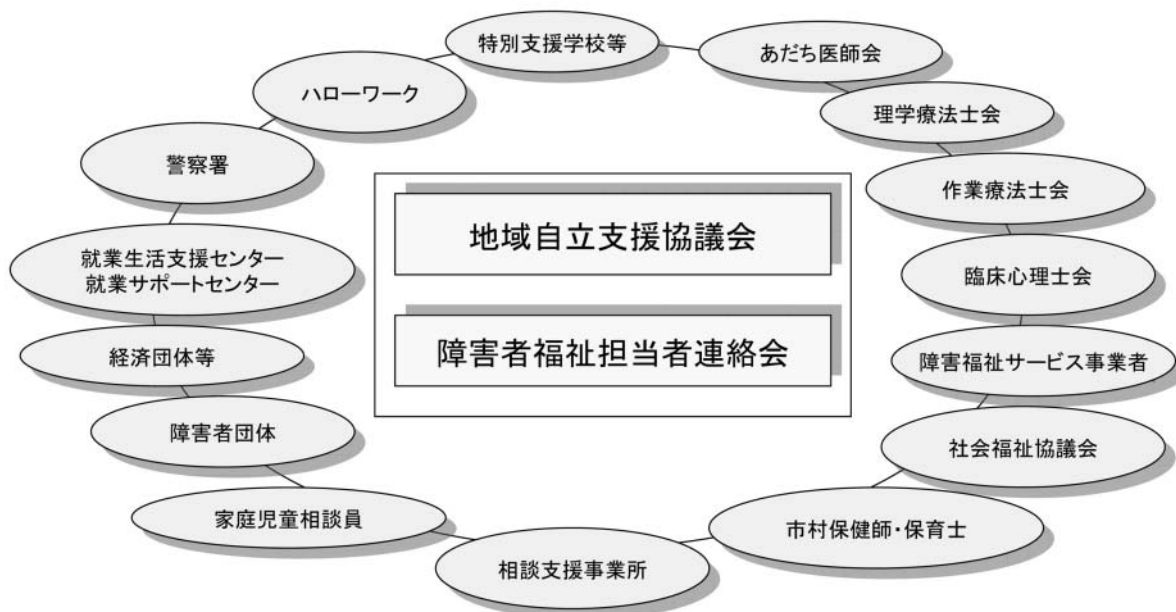 特別支援学校等
あだち医師会
ハローワーク
理学療法士会
警察署
作業療法士会
地域自立支援協議会
就業生活支援センター
就業サポートセンター
臨床心理士会
障害者福祉担当者連絡会
経済団体等
障害福祉サービス事業者
障害者団体
社会福祉協議会
家庭児童相談員
市村保健師・保育士
相談支援事業所